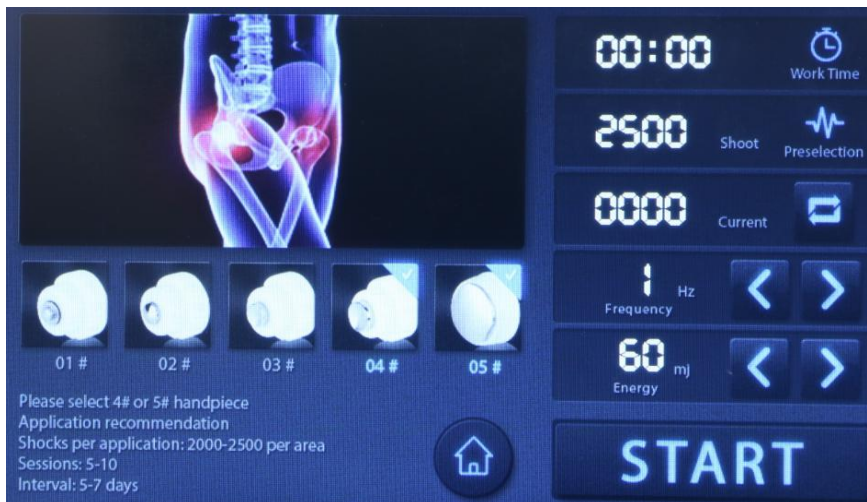 00:00
Work Time
2500 Shoot
Preselection
0000 Current
1 Hz
Frequency
60 mj
Energy
01 # 02 # 03 # 04 # 05 #
Please select 4# or 5# handpiece
Application recommendation
Shocks per application: 2000-2500 per area
Sessions: 5-10
Interval: 5-7 days
START